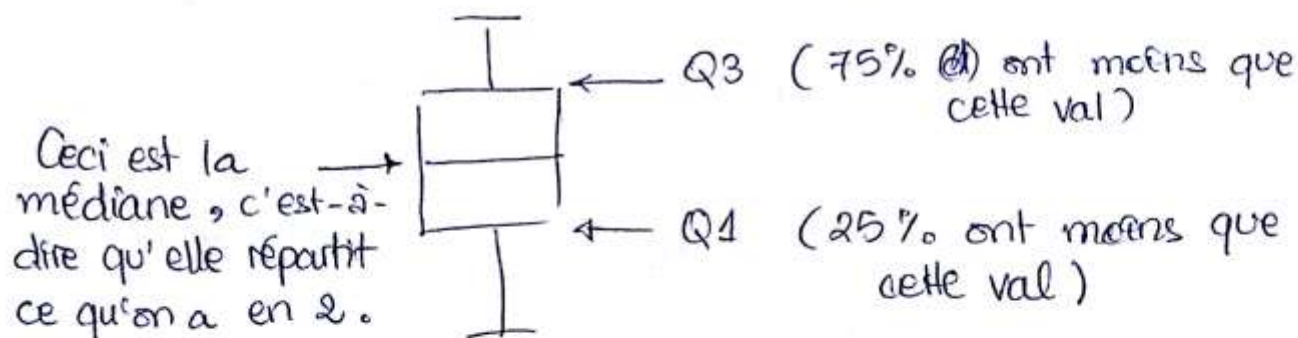 Q3 (75% ont moins que
cette val)
Ceci est la
médiane, c'est-à-
dire qu'elle répartit
ce qu'on a en 2.
Q1 (25% ont moins que
cette val)